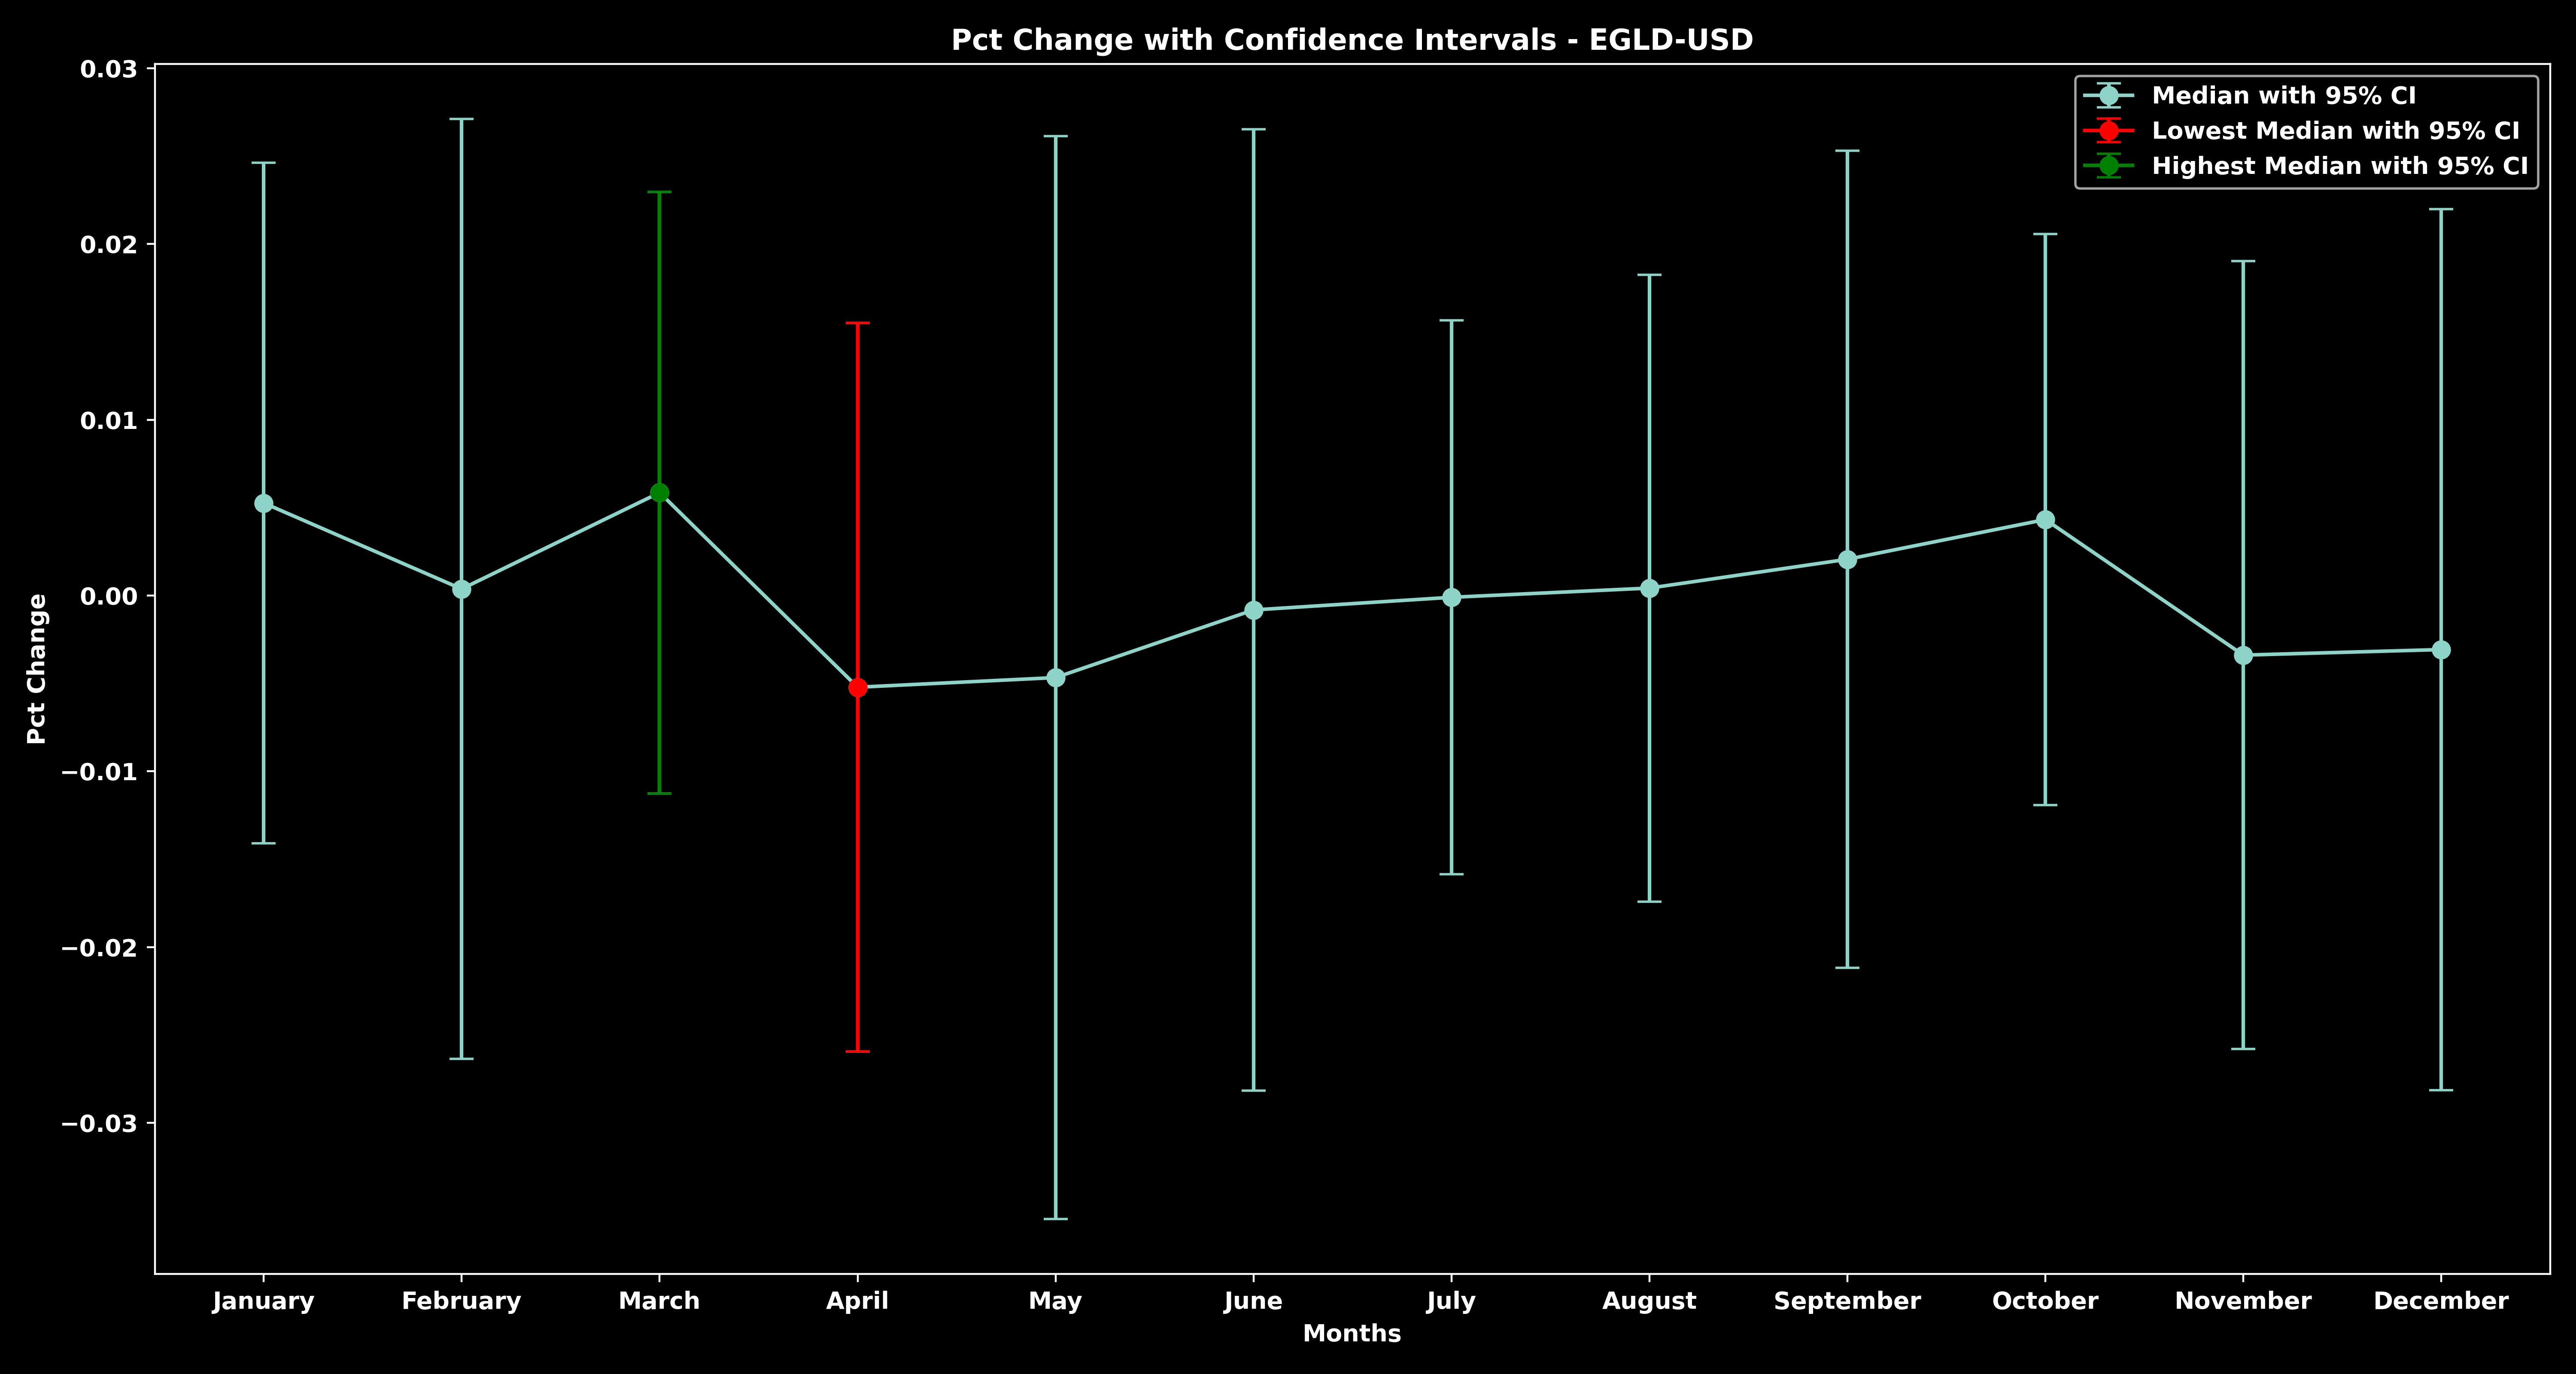 Pct Change with Confidence Intervals - EGLD-USD
Median with 95% CI
Lowest Median with 95% CI
Highest Median with 95% CI
0.03
0.02
0.01
0.00
−0.01
−0.02
−0.03
Pct Change
January February March April May June July August September October November December
Months